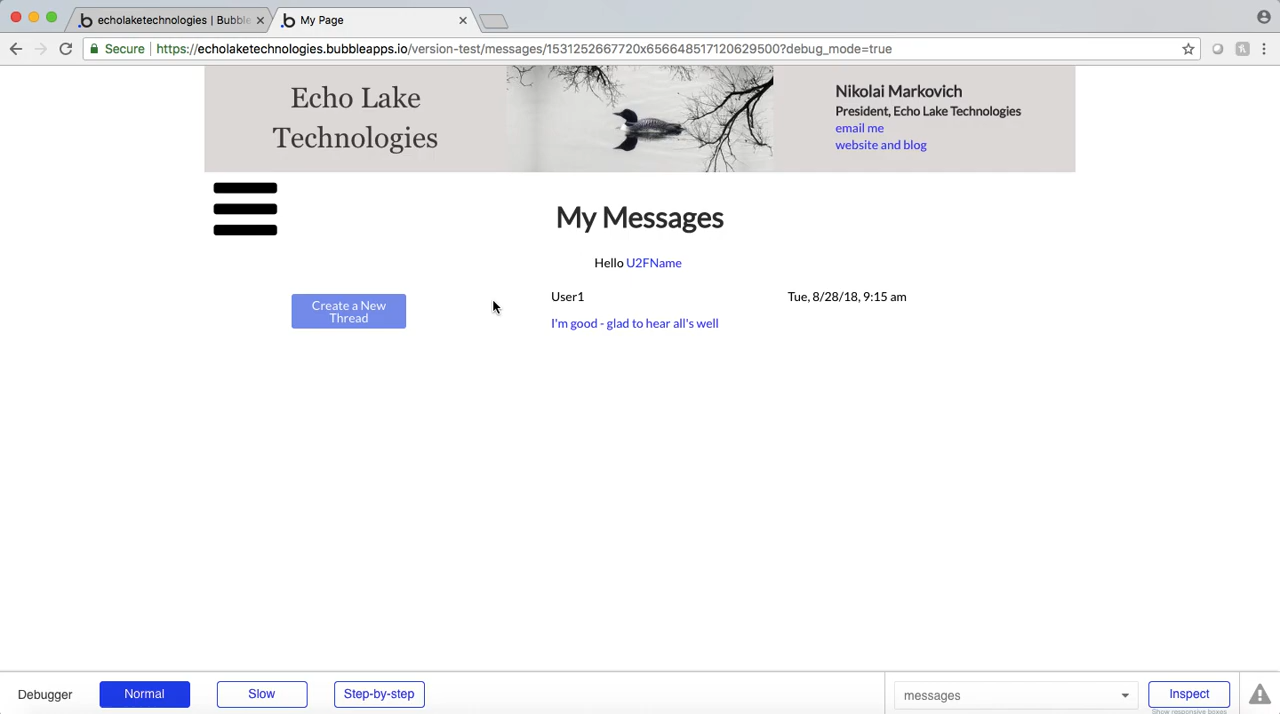 echolaketechnologies | Bubble
My Page
Secure
https://echolaketechnologies.bubbleapps.io/version-test/messages/1531252667720x656648517120629500?debug_mode=true
Echo Lake
Technologies
Nikolai Markovich
President, Echo Lake Technologies
email me
website and blog
My Messages
Hello U2FName
Create a New
Thread
User1
Tue, 8/28/18, 9:15 am
I'm good - glad to hear all's well
Debugger
Normal
Slow
Step-by-step
messages
Inspect
Show responsive boxes